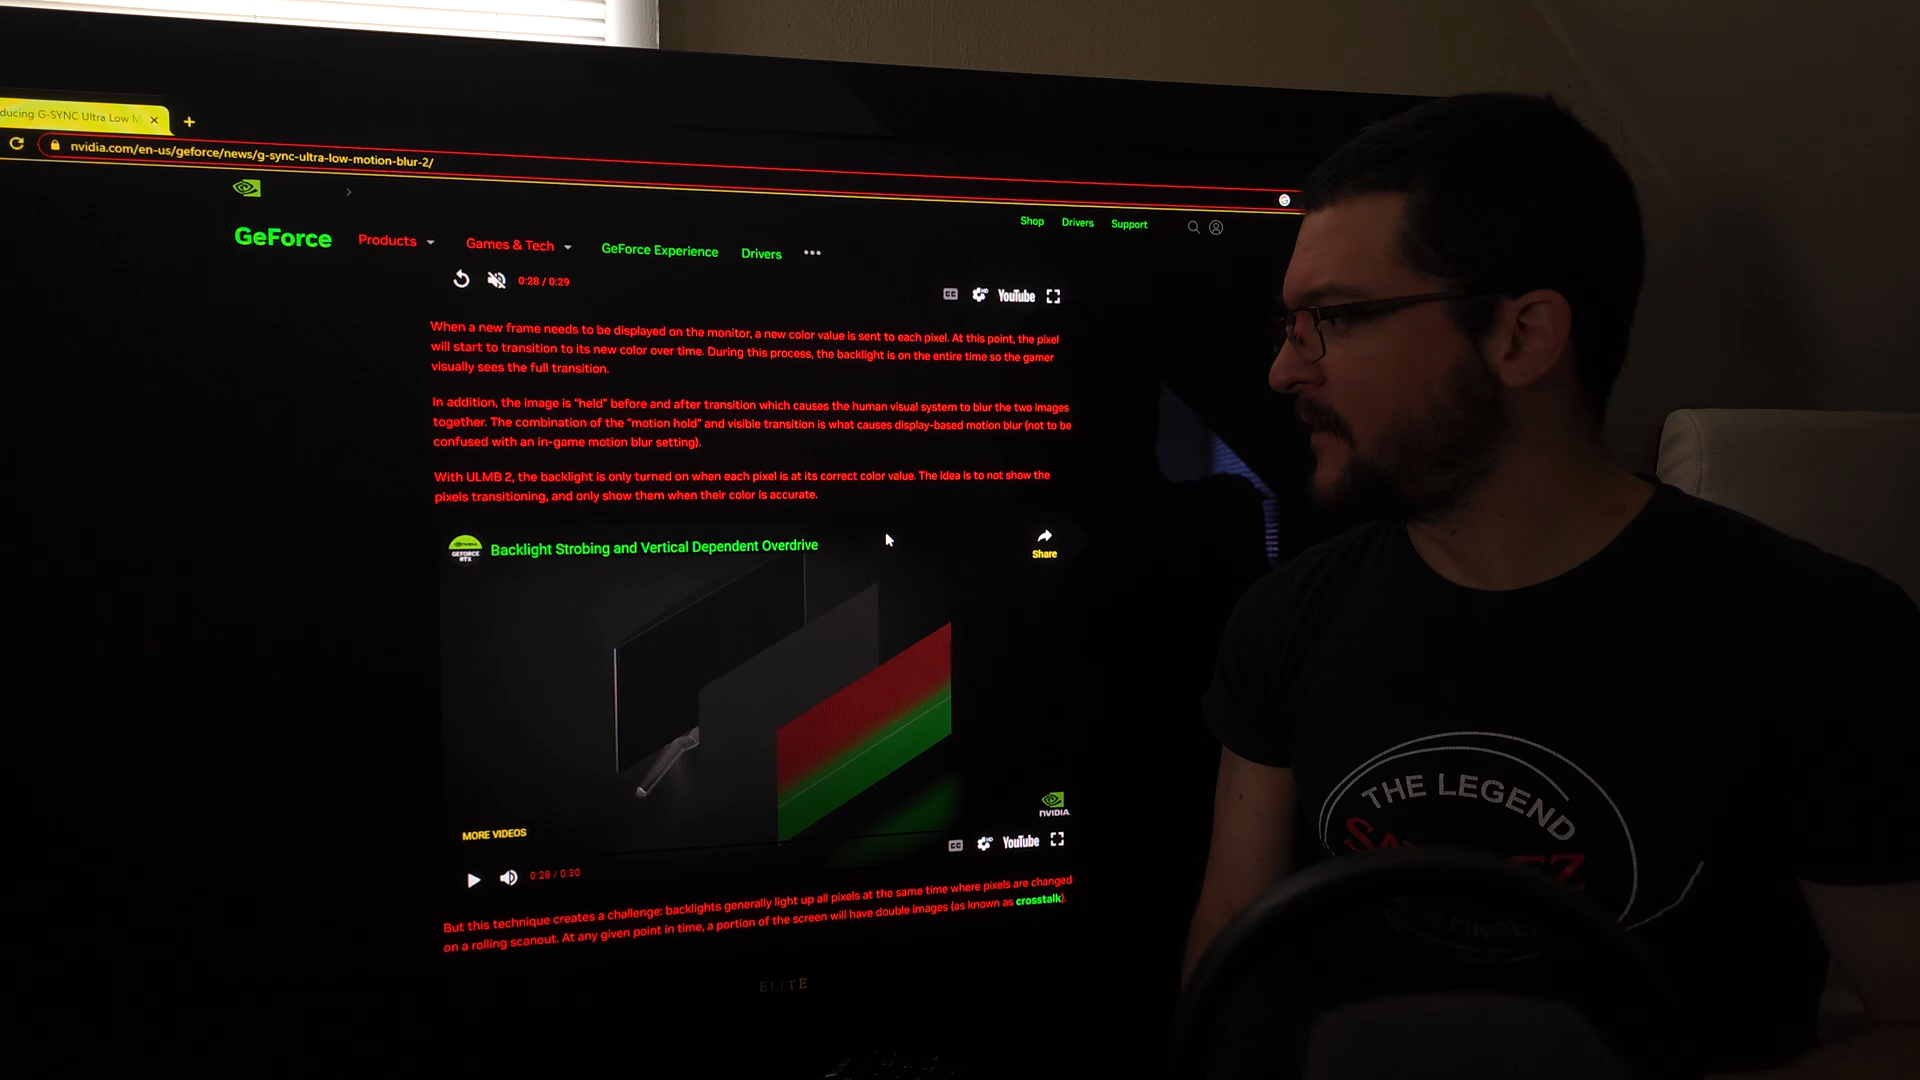 ducing G-SYNC Ultra Low M
nvidia.com/en-us/geforce/news/g-sync-ultra-low-motion-blur-2/
Shop Drivers Support
GeForce Products Games & Tech GeForce Experience Drivers
0:28 / 0:29
CC HD YouTube
When a new frame needs to be displayed on the monitor, a new color value is sent to each pixel. At this point, the pixel
will start to transition to its new color over time. During this process, the backlight is on the entire time so the gamer
visually sees the full transition.
In addition, the image is "held" before and after transition which causes the human visual system to blur the two images
together. The combination of the "motion hold" and visible transition is what causes display-based motion blur (not to be
confused with an in-game motion blur setting).
With ULMB 2, the backlight is only turned on when each pixel is at its correct color value. The idea is to not show the
pixels transitioning, and only show them when their color is accurate.
NVIDIA
GEFORCE
RTX
Backlight Strobing and Vertical Dependent Overdrive
Share
NVIDIA.
MORE VIDEOS
CC HD YouTube
0:28 / 0:30
But this technique creates a challenge: backlights generally light up all pixels at the same time where pixels are changed
on a rolling scanout. At any given point in time, a portion of the screen will have double images (as known as crosstalk).
ELITE
THE LEGEND